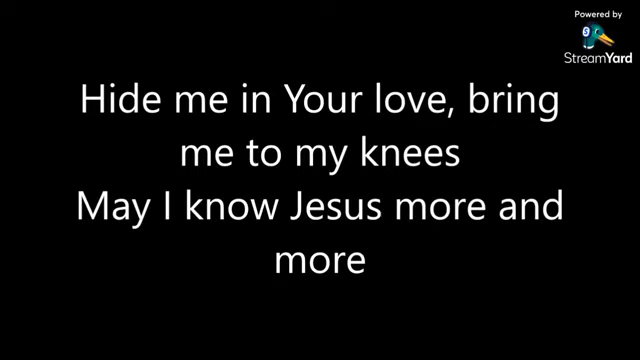 Powered by
StreamYard
Hide me in Your love, bring
me to my knees
May I know Jesus more and
more